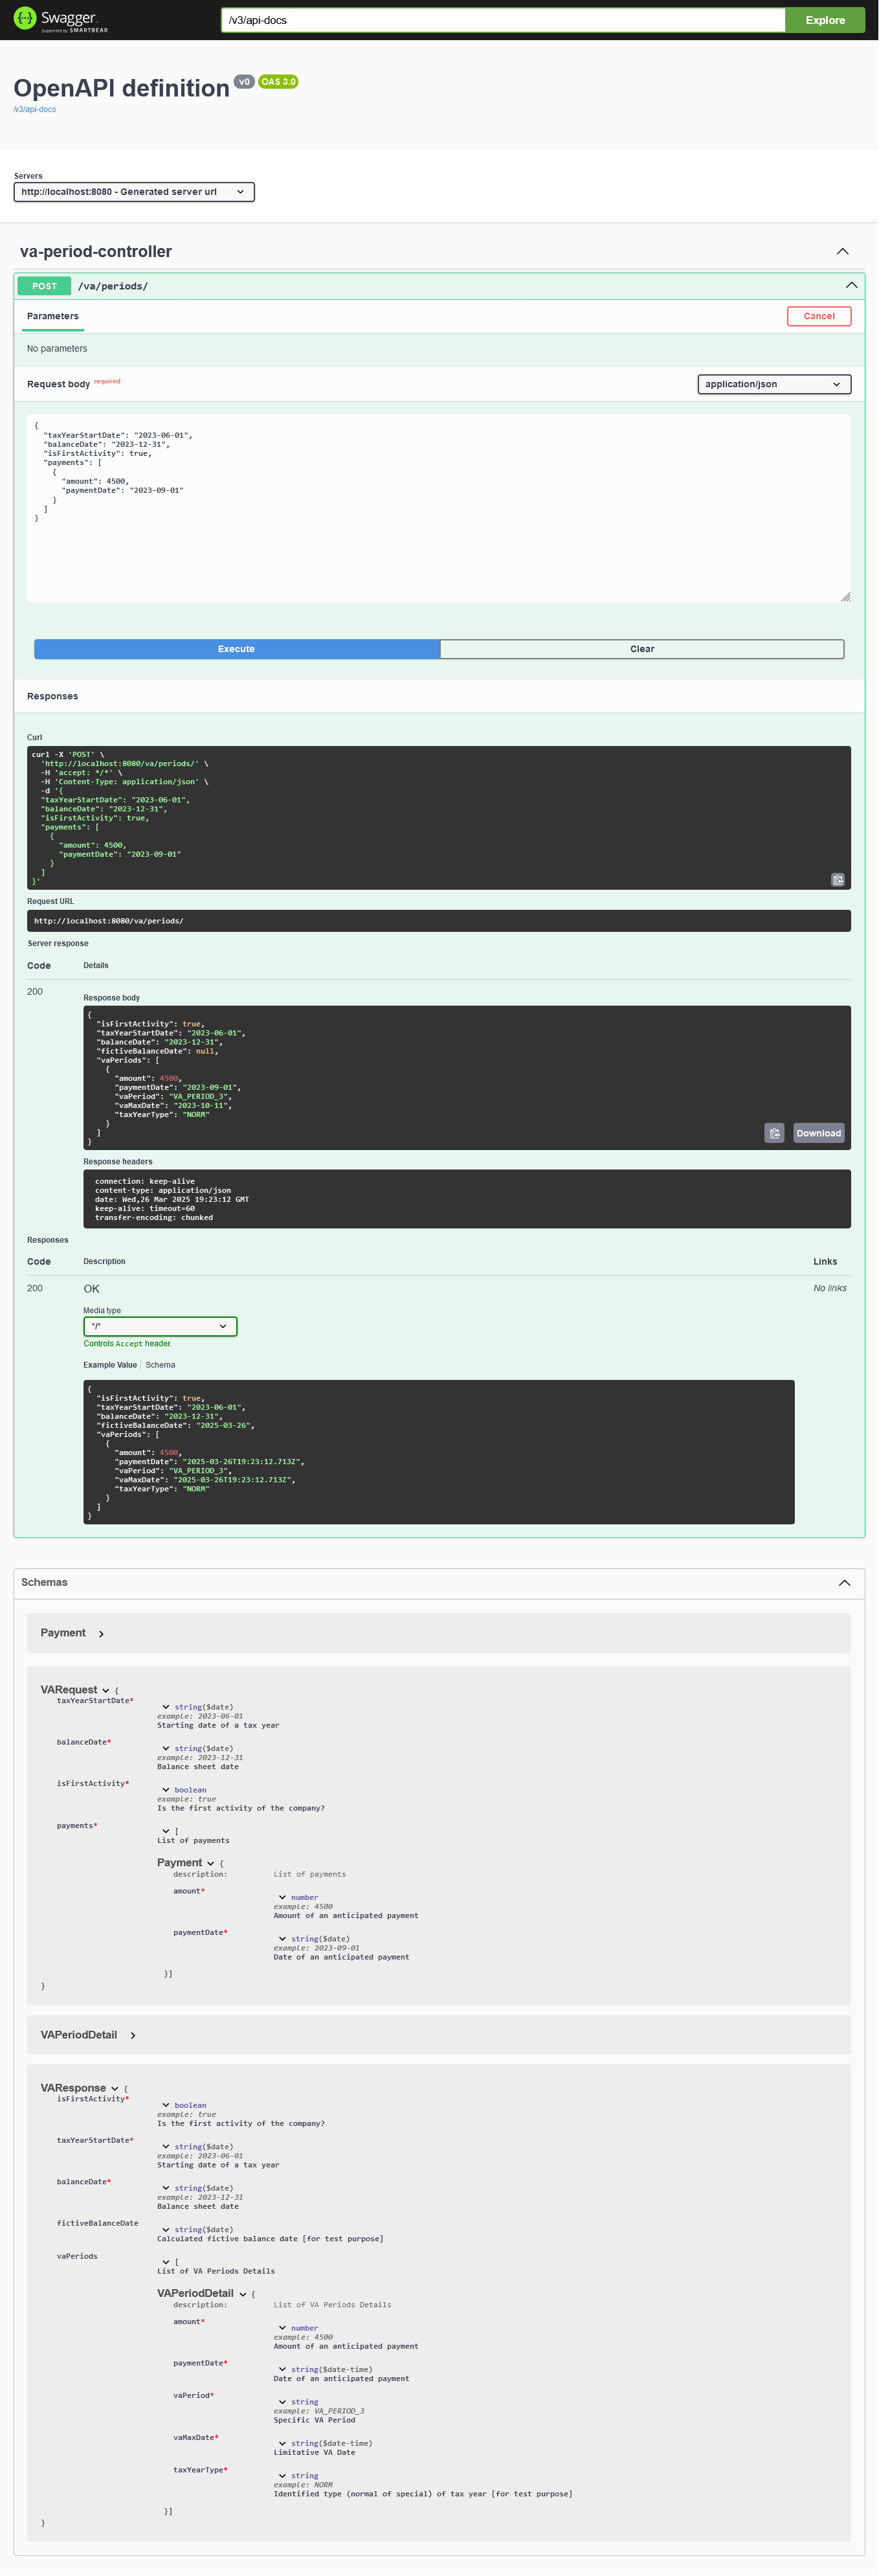 Swagger
Supported by SMARTBEAR
/v3/api-docs
Explore
OpenAPI definition v0 OAS 3.0
/v3/api-docs
Servers
http://localhost:8080 - Generated server url
va-period-controller
POST /va/periods/
Parameters
Cancel
No parameters
Request body required
application/json
{
  "taxYearStartDate": "2023-06-01",
  "balanceDate": "2023-12-31",
  "isFirstActivity": true,
  "payments": [
    {
      "amount": 4500,
      "paymentDate": "2023-09-01"
    }
  ]
}
Execute
Clear
Responses
Curl
curl -X 'POST' \
  'http://localhost:8080/va/periods/' \
  -H 'accept: */*' \
  -H 'Content-Type: application/json' \
  -d '{
  "taxYearStartDate": "2023-06-01",
  "balanceDate": "2023-12-31",
  "isFirstActivity": true,
  "payments": [
    {
      "amount": 4500,
      "paymentDate": "2023-09-01"
    }
  ]
}'
Request URL
http://localhost:8080/va/periods/
Server response
Code Details
200
Response body
{
  "isFirstActivity": true,
  "taxYearStartDate": "2023-06-01",
  "balanceDate": "2023-12-31",
  "fictiveBalanceDate": null,
  "vaPeriods": [
    {
      "amount": 4500,
      "paymentDate": "2023-09-01",
      "vaPeriod": "VA_PERIOD_3",
      "vaMaxDate": "2023-10-11",
      "taxYearType": "NORM"
    }
  ]
}
Download
Response headers
connection: keep-alive
content-type: application/json
date: Wed,26 Mar 2025 19:23:12 GMT
keep-alive: timeout=60
transfer-encoding: chunked
Responses
Code Description Links
200 OK No links
Media type
*/*
Controls Accept header.
Example Value Schema
{
  "isFirstActivity": true,
  "taxYearStartDate": "2023-06-01",
  "balanceDate": "2023-12-31",
  "fictiveBalanceDate": "2025-03-26",
  "vaPeriods": [
    {
      "amount": 4500,
      "paymentDate": "2025-03-26T19:23:12.713Z",
      "vaPeriod": "VA_PERIOD_3",
      "vaMaxDate": "2025-03-26T19:23:12.713Z",
      "taxYearType": "NORM"
    }
  ]
}
Schemas
Payment
VARequest {
taxYearStartDate*
string($date)
example: 2023-06-01
Starting date of a tax year
balanceDate*
string($date)
example: 2023-12-31
Balance sheet date
isFirstActivity*
boolean
example: true
Is the first activity of the company?
payments*
[
List of payments
Payment {
description: List of payments
amount*
number
example: 4500
Amount of an anticipated payment
paymentDate*
string($date)
example: 2023-09-01
Date of an anticipated payment
}]
}
VAPeriodDetail
VAResponse {
isFirstActivity*
boolean
example: true
Is the first activity of the company?
taxYearStartDate*
string($date)
example: 2023-06-01
Starting date of a tax year
balanceDate*
string($date)
example: 2023-12-31
Balance sheet date
fictiveBalanceDate
string($date)
Calculated fictive balance date [for test purpose]
vaPeriods
[
List of VA Periods Details
VAPeriodDetail {
description: List of VA Periods Details
amount*
number
example: 4500
Amount of an anticipated payment
paymentDate*
string($date-time)
Date of an anticipated payment
vaPeriod*
string
example: VA_PERIOD_3
Specific VA Period
vaMaxDate*
string($date-time)
Limitative VA Date
taxYearType*
string
example: NORM
Identified type (normal of special) of tax year [for test purpose]
}]
}